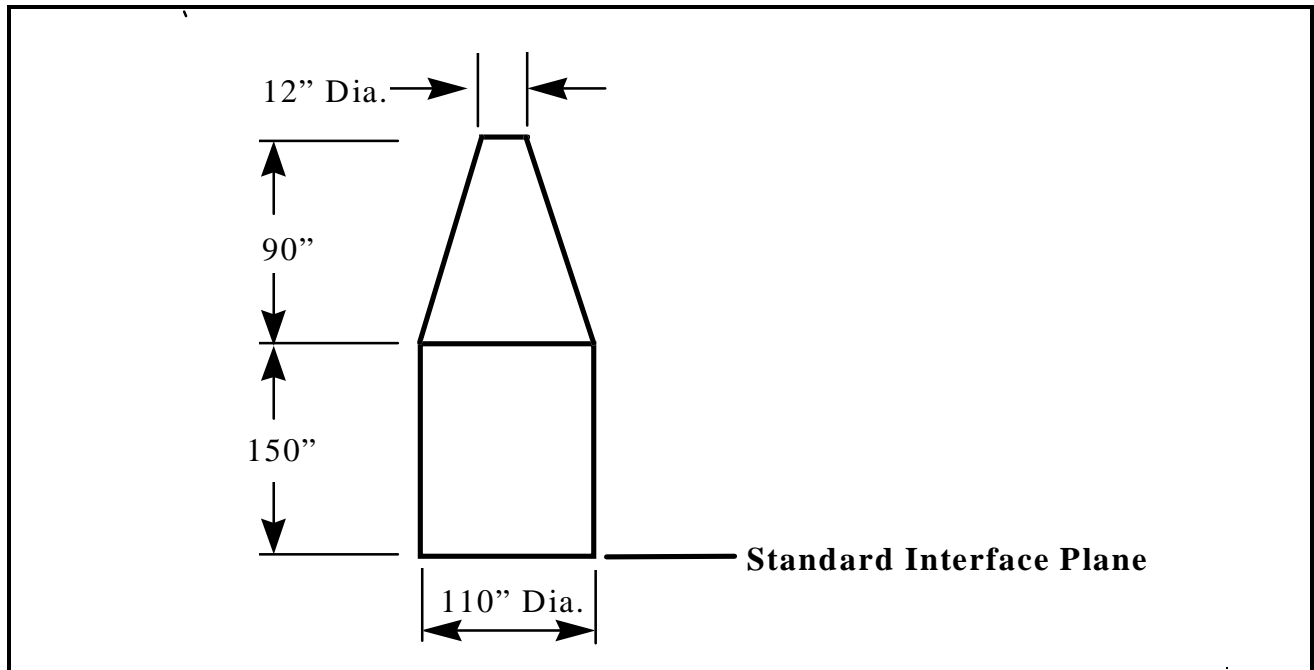 12” Dia.
90”
150”
Standard Interface Plane
110” Dia.